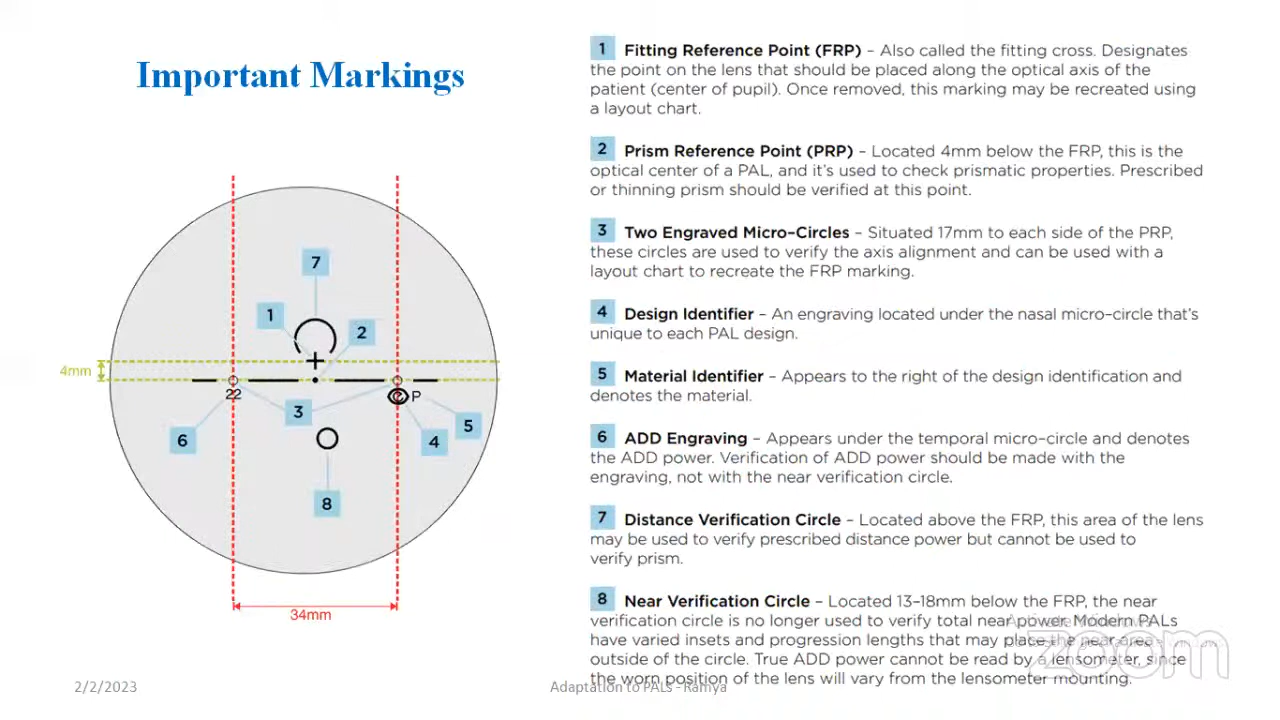 Important Markings
7
1
2
4mm
22
P
3
5
6
4
8
34mm
1 Fitting Reference Point (FRP) – Also called the fitting cross. Designates
the point on the lens that should be placed along the optical axis of the
patient (center of pupil). Once removed, this marking may be recreated using
a layout chart.
2 Prism Reference Point (PRP) – Located 4mm below the FRP, this is the
optical center of a PAL, and it's used to check prismatic properties. Prescribed
or thinning prism should be verified at this point.
3 Two Engraved Micro–Circles – Situated 17mm to each side of the PRP,
these circles are used to verify the axis alignment and can be used with a
layout chart to recreate the FRP marking.
4 Design Identifier – An engraving located under the nasal micro–circle that's
unique to each PAL design.
5 Material Identifier – Appears to the right of the design identification and
denotes the material.
6 ADD Engraving – Appears under the temporal micro–circle and denotes
the ADD power. Verification of ADD power should be made with the
engraving, not with the near verification circle.
7 Distance Verification Circle – Located above the FRP, this area of the lens
may be used to verify prescribed distance power but cannot be used to
verify prism.
8 Near Verification Circle – Located 13–18mm below the FRP, the near
verification circle is no longer used to verify total near power. Modern PALs
have varied insets and progression lengths that may place the near area
outside of the circle. True ADD power cannot be read by a lensometer, since
the worn position of the lens will vary from the lensometer mounting.
zoom
2/2/2023
Adaptation to PALs - Ramya